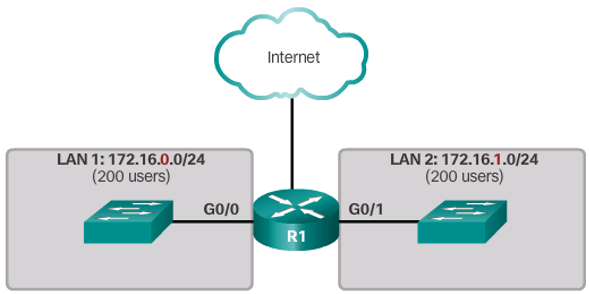 Internet
LAN 1: 172.16.0.0/24
(200 users)
LAN 2: 172.16.1.0/24
(200 users)
G0/0
R1
G0/1